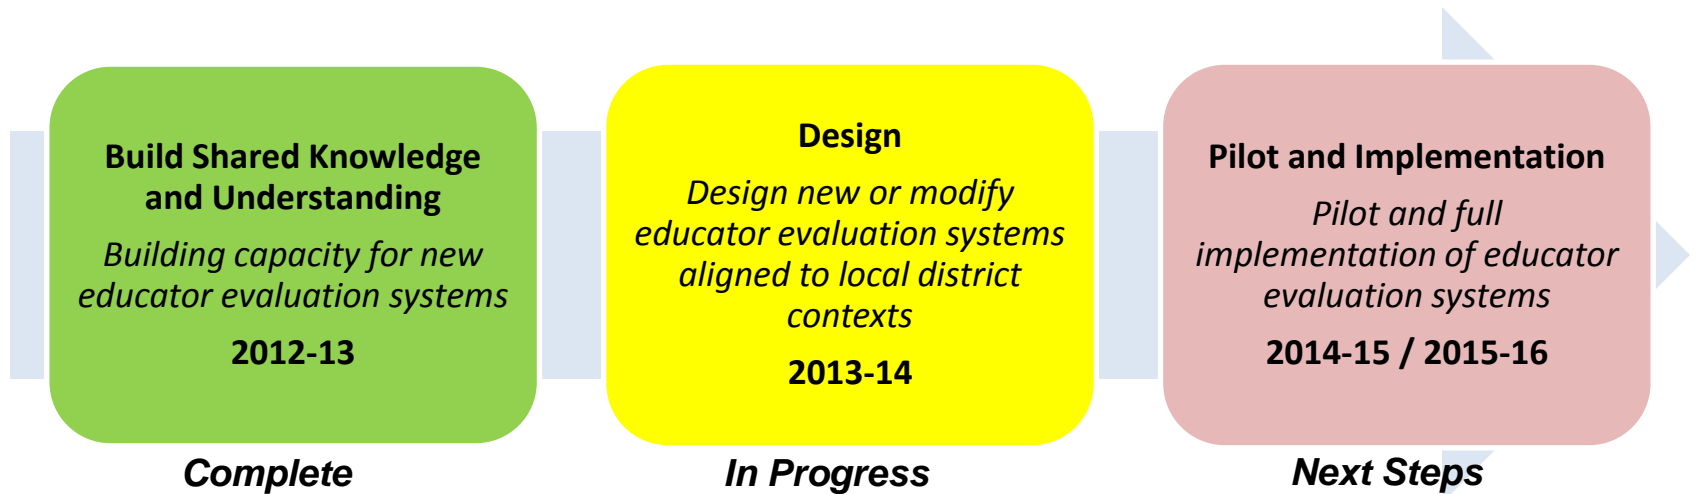 Build Shared Knowledge
and Understanding
Building capacity for new
educator evaluation systems
2012-13
Complete
Design
Design new or modify
educator evaluation systems
aligned to local district
contexts
2013-14
In Progress
Pilot and Implementation
Pilot and full
implementation of educator
evaluation systems
2014-15 / 2015-16
Next Steps